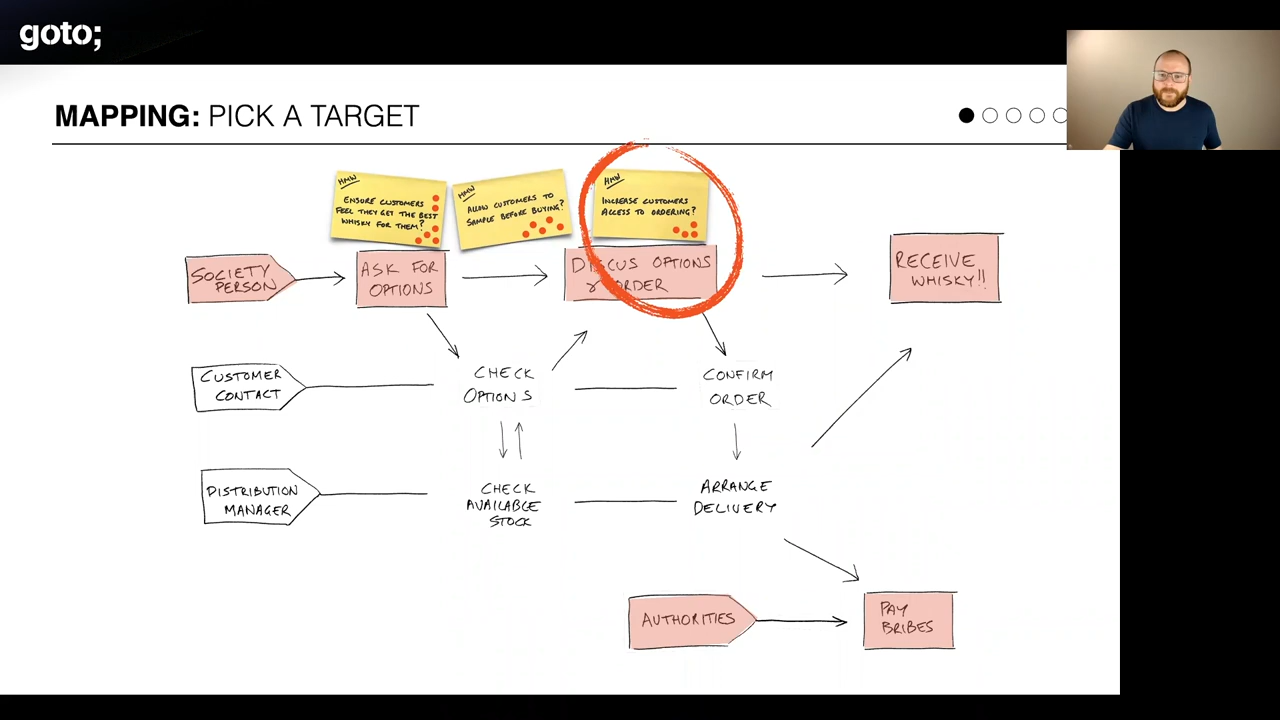 goto;
MAPPING: PICK A TARGET
HMW
ENSURE CUSTOMERS
FEEL THEY GET THE BEST
WHISKY FOR THEM?
HMW
ALLOW CUSTOMERS TO
SAMPLE BEFORE BUYING?
HMW
INCREASE CUSTOMERS
ACCESS TO ORDERING?
SOCIETY
PERSON
ASK FOR
OPTIONS
DISCUS OPTIONS
& ORDER
RECEIVE
WHISKY!!
CUSTOMER
CONTACT
CHECK
OPTIONS
CONFIRM
ORDER
DISTRIBUTION
MANAGER
CHECK
AVAILABLE
STOCK
ARRANGE
DELIVERY
AUTHORITIES
PAY
BRIBES